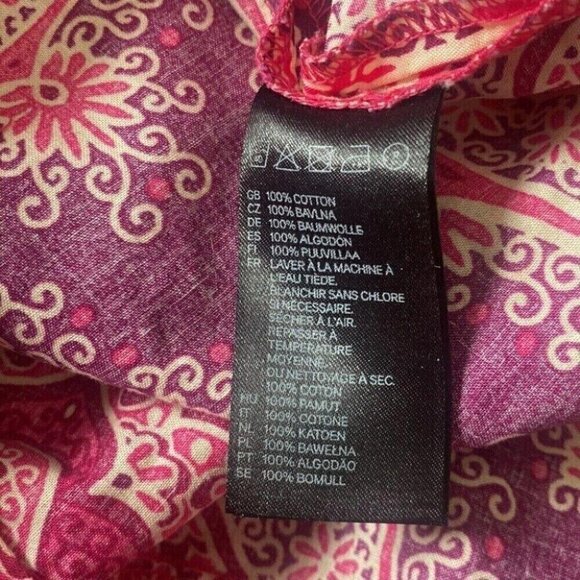 GB 100% COTTON
CZ 100% BAVLNA
DE 100% BAUMWOLLE
ES 100% ALGODÓN
FI 100% PUUVILLAA
FR LAVER À LA MACHINE À
L'EAU TIÈDE.
BLANCHIR SANS CHLORE
SI NÉCESSAIRE.
SÉCHER À L'AIR.
REPASSER À
TEMPÉRATURE
MOYENNE.
OU NETTOYAGE À SEC.
100% COTON
HU 100% PAMUT
IT 100% COTONE
NL 100% KATOEN
PL 100% BAWEŁNA
PT 100% ALGODÃO
SE 100% BOMULL